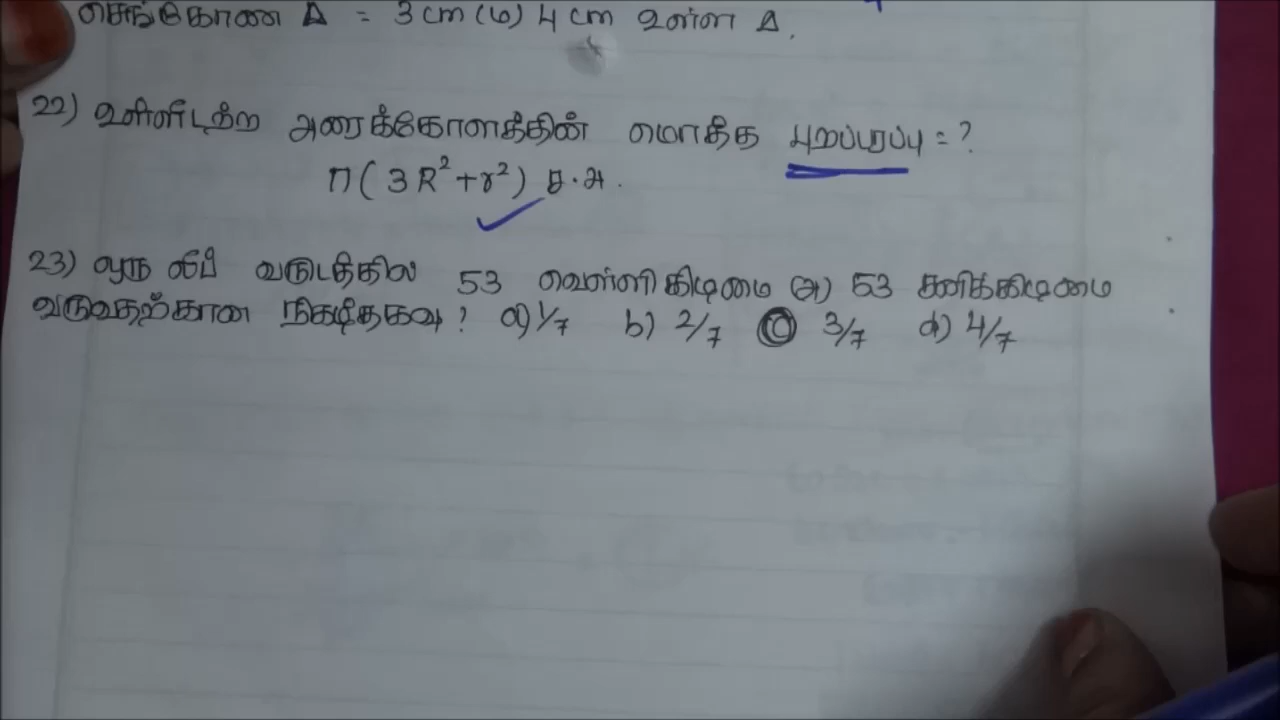 செங்கோண Δ = 3 cm (ம) 4 cm உள்ள Δ.
22) உள்ளீடற்ற அரைக்கோளத்தின் மொத்த புறப்பரப்பு = ?
π ( 3R² + r² ) ச.அ.
23) ஒரு லீப் வருடத்தில் 53 வெள்ளிகிழமை (அ) 53 சனிக்கிழமை
வருவதற்கான நிகழ்தகவு ? a) 1/7 b) 2/7 C 3/7 d) 4/7